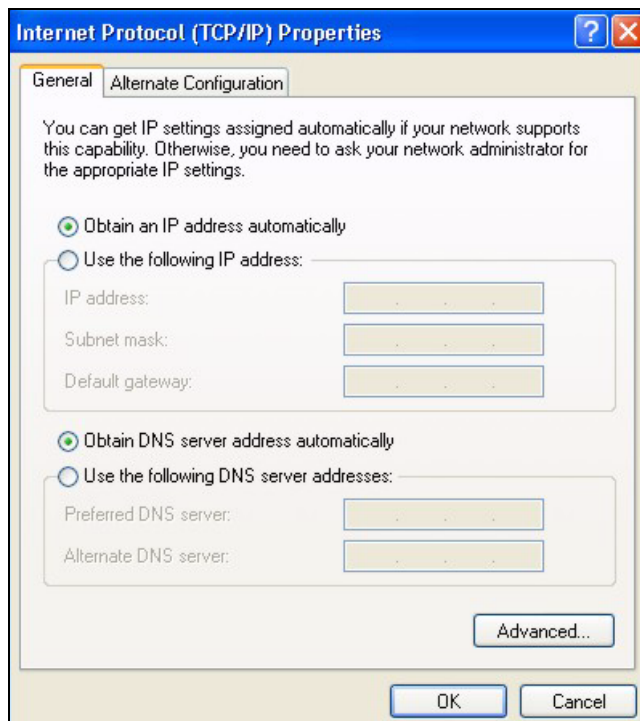 Internet Protocol (TCP/IP) Properties
General
Alternate Configuration
You can get IP settings assigned automatically if your network supports
this capability. Otherwise, you need to ask your network administrator for
the appropriate IP settings.
Obtain an IP address automatically
Use the following IP address:
IP address:
Subnet mask:
Default gateway:
Obtain DNS server address automatically
Use the following DNS server addresses:
Preferred DNS server:
Alternate DNS server:
Advanced...
OK
Cancel